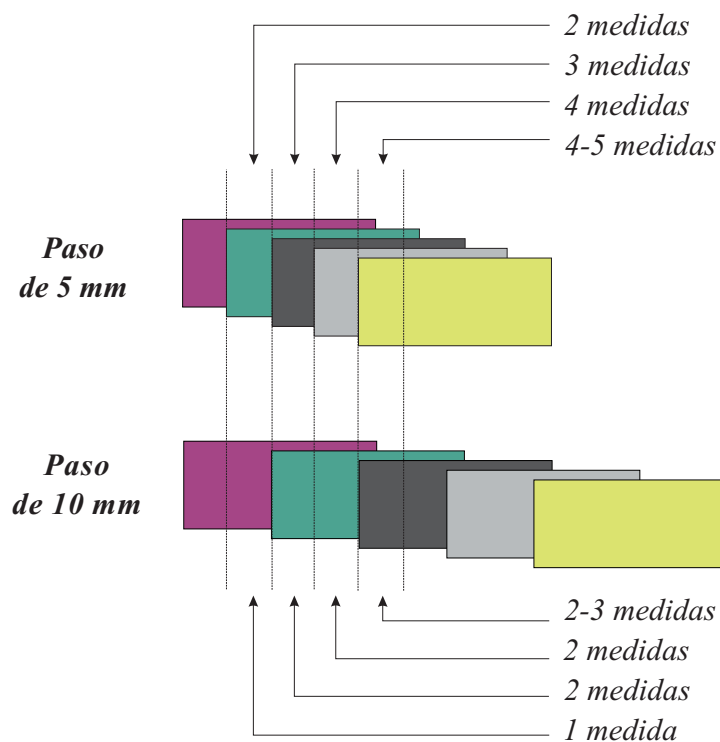 2 medidas
3 medidas
4 medidas
4-5 medidas
Paso
de 5 mm
Paso
de 10 mm
2-3 medidas
2 medidas
2 medidas
1 medida